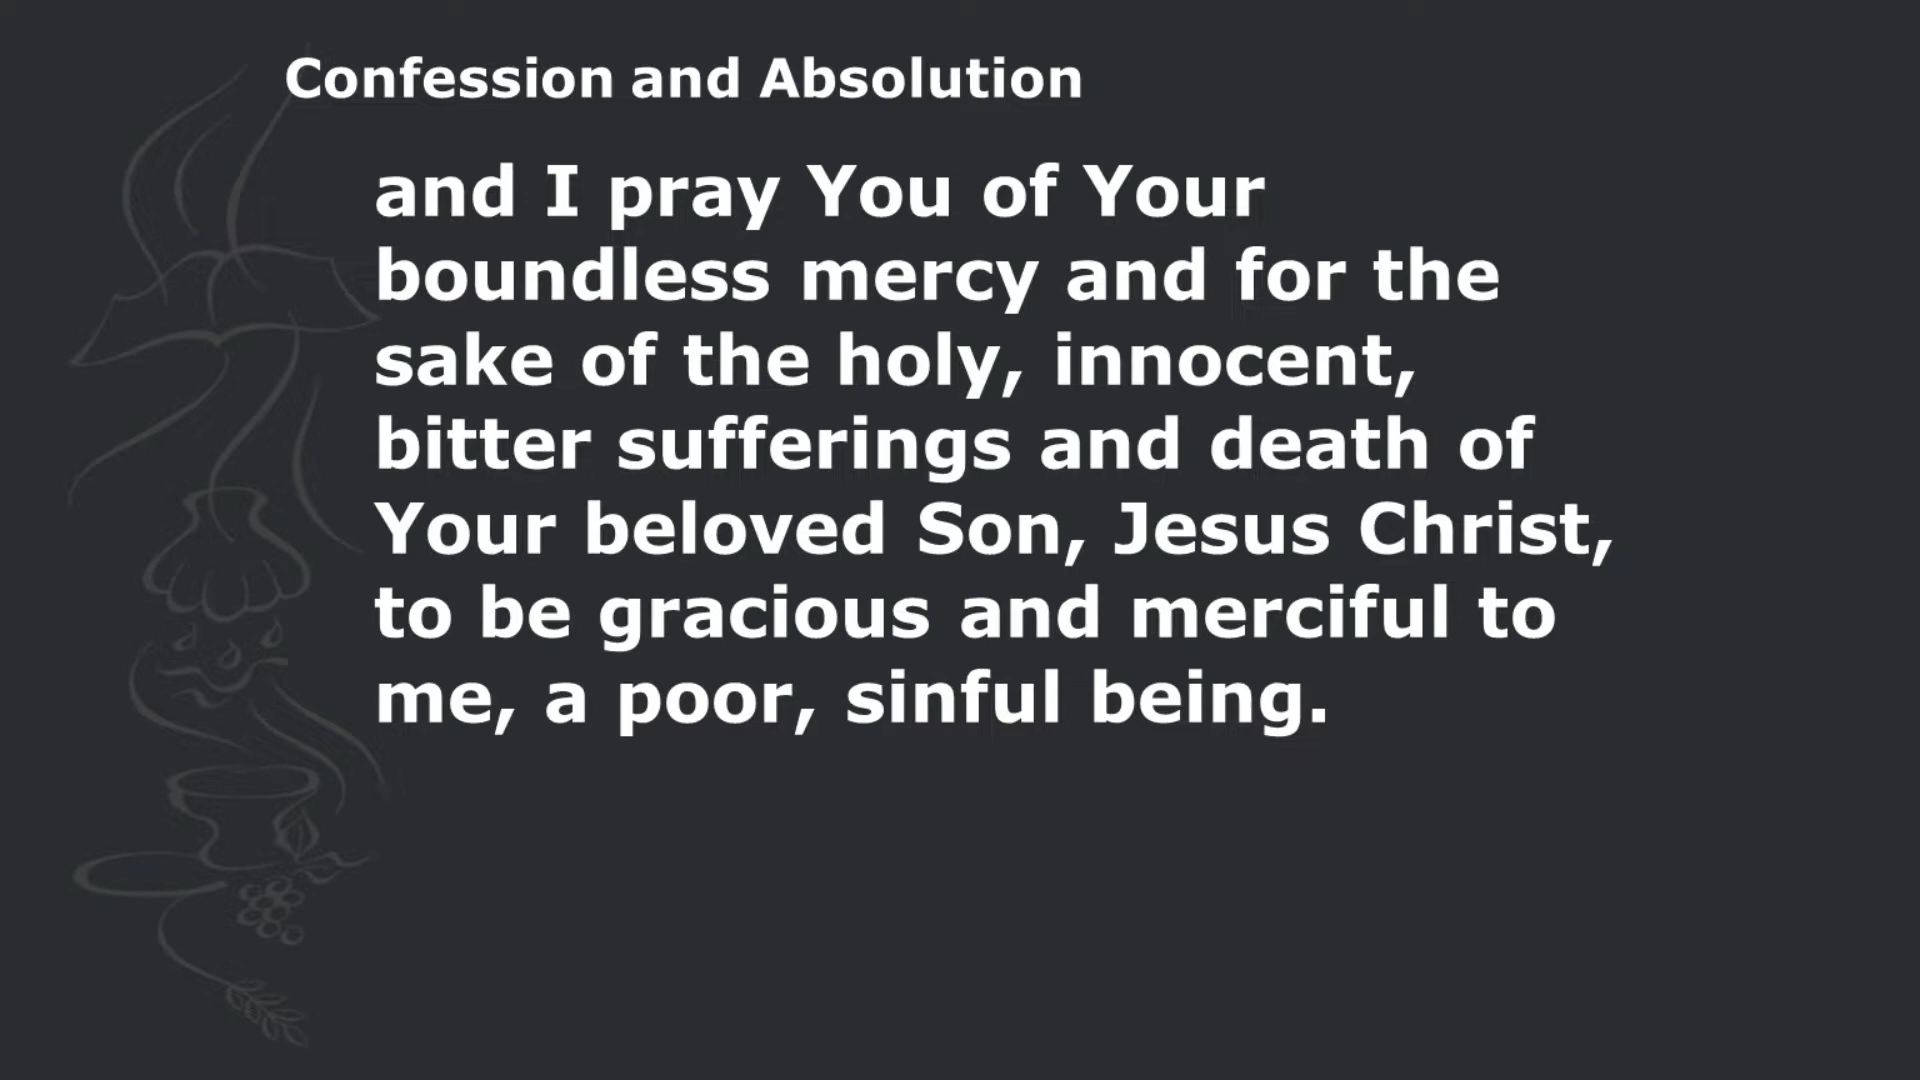 Confession and Absolution
and I pray You of Your
boundless mercy and for the
sake of the holy, innocent,
bitter sufferings and death of
Your beloved Son, Jesus Christ,
to be gracious and merciful to
me, a poor, sinful being.